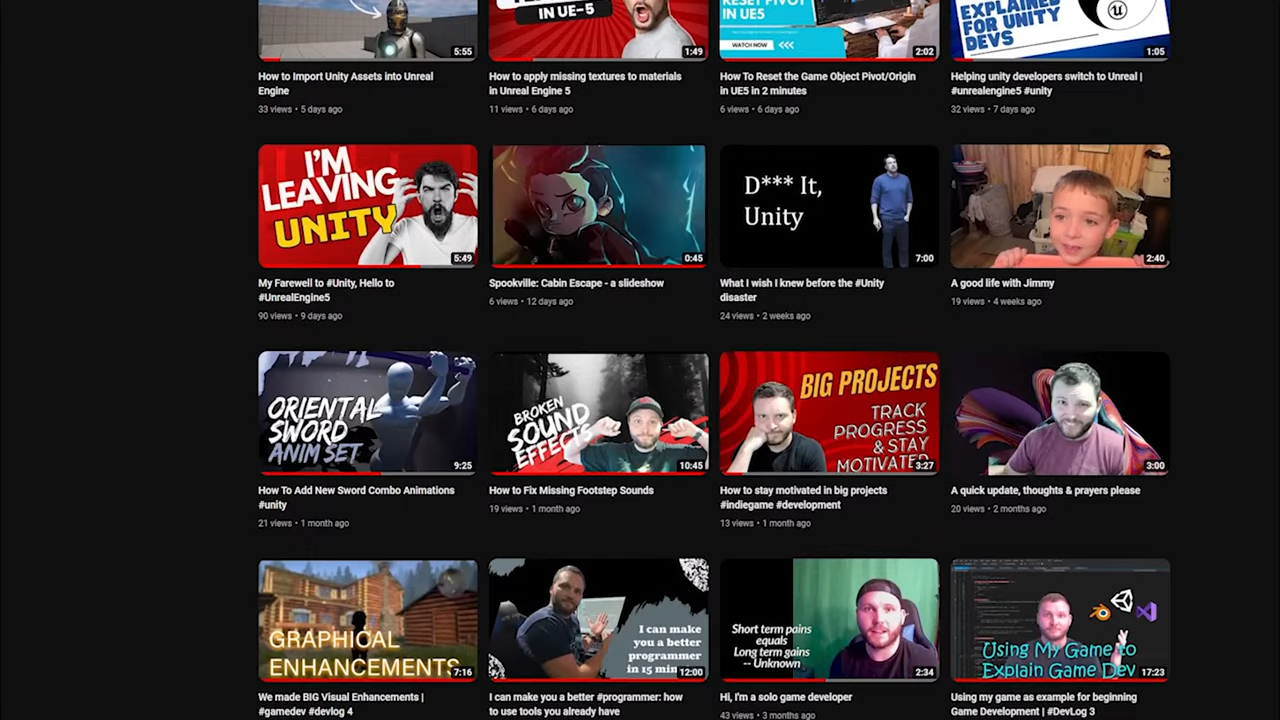 IN UE-5
RESET PIVOT
IN UE5
WATCH NOW
EXPLAINED
FOR UNITY
DEVS
5:55
1:49
2:02
1:05
How to Import Unity Assets into Unreal
Engine
33 views • 5 days ago
How to apply missing textures to materials
in Unreal Engine 5
11 views • 6 days ago
How To Reset the Game Object Pivot/Origin
in UE5 in 2 minutes
6 views • 6 days ago
Helping unity developers switch to Unreal |
#unrealengine5 #unity
32 views • 7 days ago
I'M
LEAVING
UNITY
5:49
0:45
D*** It,
Unity
7:00
2:40
My Farewell to #Unity, Hello to
#UnrealEngine5
90 views • 9 days ago
Spookville: Cabin Escape - a slideshow
6 views • 12 days ago
What I wish I knew before the #Unity
disaster
24 views • 2 weeks ago
A good life with Jimmy
19 views • 4 weeks ago
ORIENTAL
SWORD
ANIM SET
9:25
BROKEN
SOUND
EFFECTS
10:45
BIG PROJECTS
TRACK
PROGRESS
& STAY
MOTIVATED
3:27
3:00
How To Add New Sword Combo Animations
#unity
21 views • 1 month ago
How to Fix Missing Footstep Sounds
19 views • 1 month ago
How to stay motivated in big projects
#indiegame #development
13 views • 1 month ago
A quick update, thoughts & prayers please
20 views • 2 months ago
GRAPHICAL
ENHANCEMENTS
7:16
I can make
you a better
programmer
in 15 min
12:00
Short term pains
equals
Long term gains
-- Unknown
2:34
Using My Game to
Explain Game Dev
17:23
We made BIG Visual Enhancements |
#gamedev #devlog 4
I can make you a better #programmer: how
to use tools you already have
Hi, I'm a solo game developer
43 views • 3 months ago
Using my game as example for beginning
Game Development | #DevLog 3